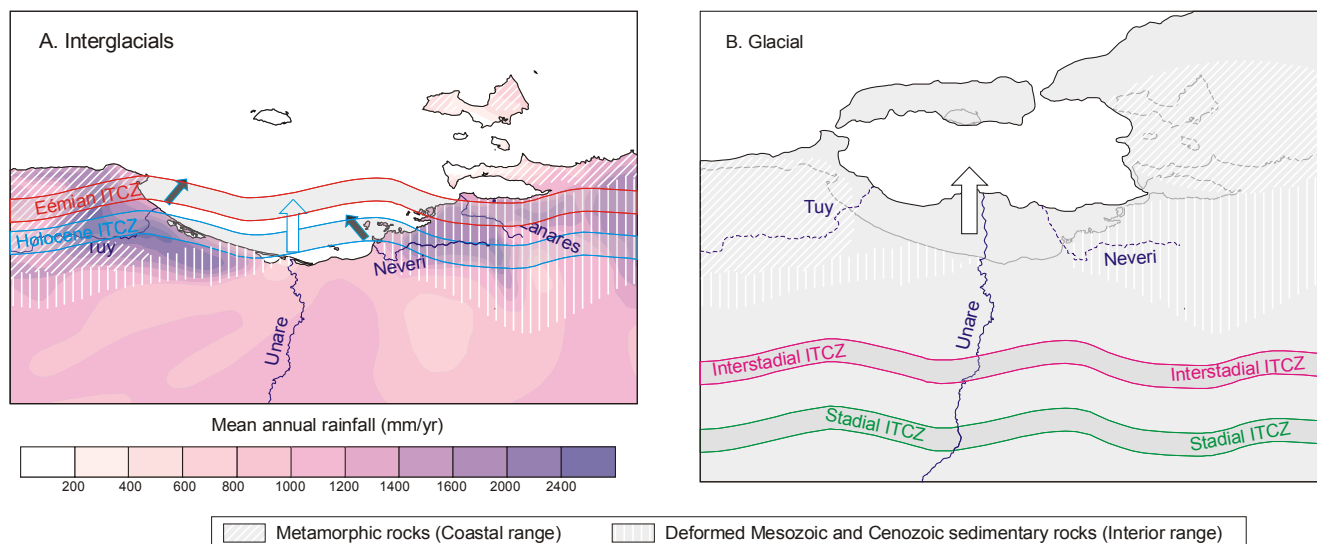 A. Interglacials
Eémian ITCZ
Holocene ITCZ
Tuy
Neveri
Unare
Mean annual rainfall (mm/yr)
200 400 600 800 1000 1200 1400 1600 2000 2400
B. Glacial
Tuy
Neveri
Unare
Interstadial ITCZ
Interstadial ITCZ
Stadial ITCZ
Stadial ITCZ
Metamorphic rocks (Coastal range)
Deformed Mesozoic and Cenozoic sedimentary rocks (Interior range)